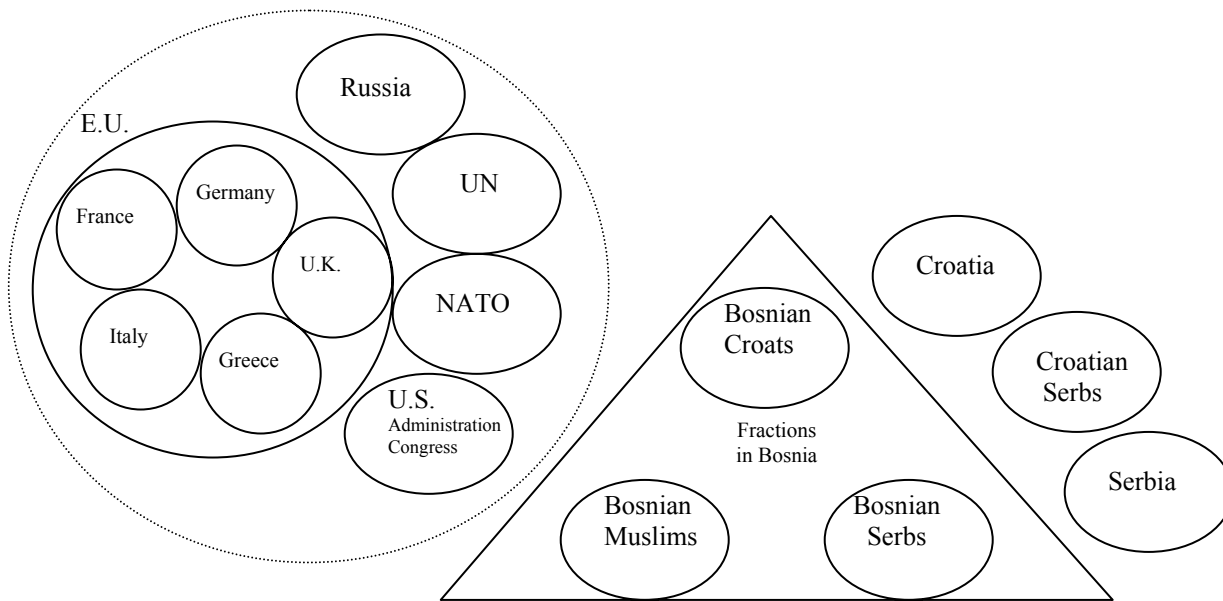 Russia
E.U.
Germany
UN
France
U.K.
Croatia
NATO
Bosnian
Croats
Italy
Greece
Croatian
Serbs
U.S.
Administration
Congress
Fractions
in Bosnia
Serbia
Bosnian
Muslims
Bosnian
Serbs